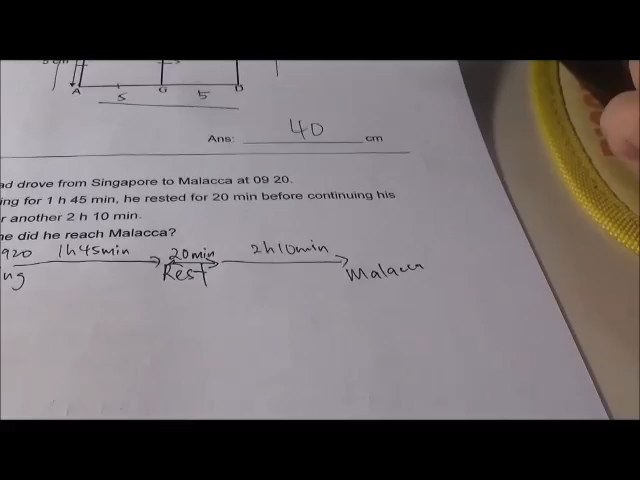 A
G
D
5
5
Ans: 40 cm
ad drove from Singapore to Malacca at 09 20.
ing for 1 h 45 min, he rested for 20 min before continuing his
r another 2 h 10 min.
ne did he reach Malacca?
920 1h45min 20min 2h10min
ng Rest Malacca